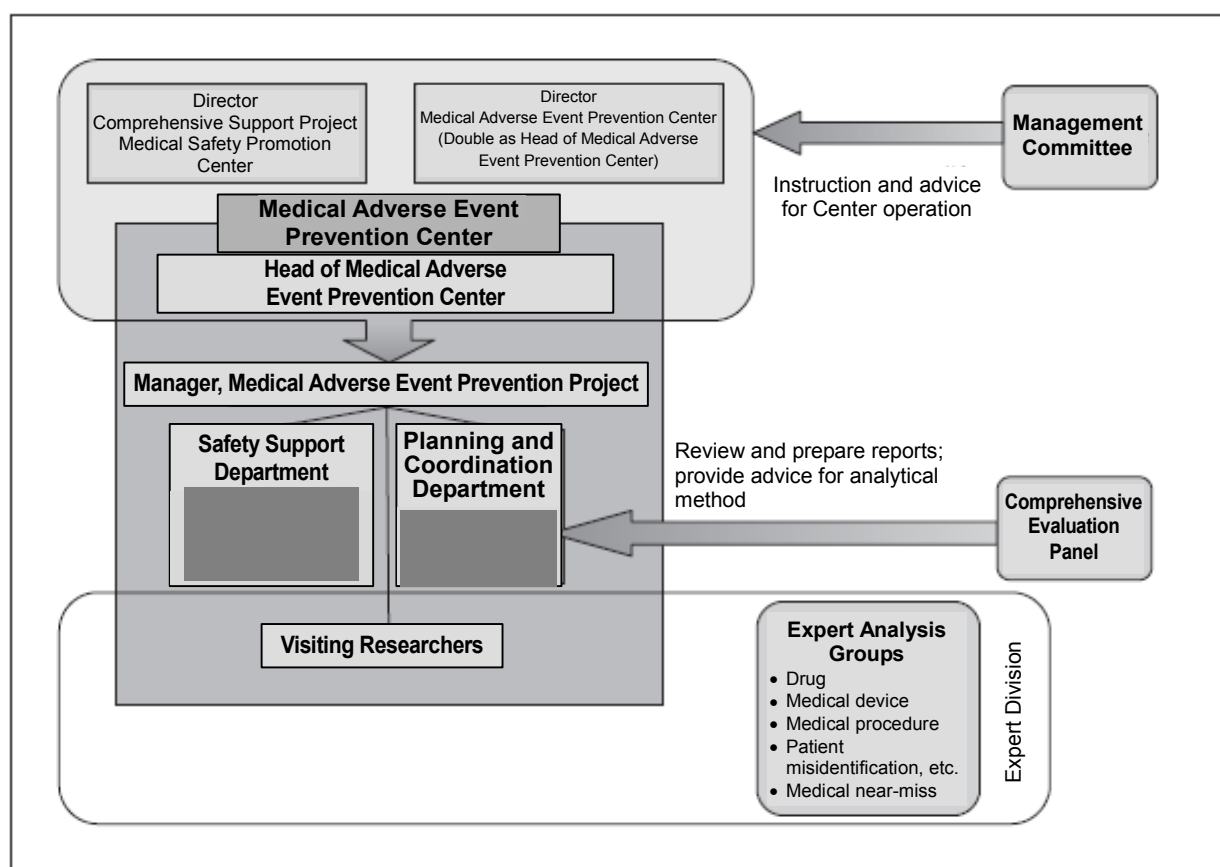 Director
Comprehensive Support Project
Medical Safety Promotion
Center
Director
Medical Adverse Event Prevention Center
(Double as Head of Medical Adverse
Event Prevention Center)
Management
Committee
Instruction and advice
for Center operation
Medical Adverse Event
Prevention Center
Head of Medical Adverse
Event Prevention Center
Manager, Medical Adverse Event Prevention Project
Safety Support
Department
Planning and
Coordination
Department
Review and prepare reports;
provide advice for analytical
method
Comprehensive
Evaluation
Panel
Visiting Researchers
Expert Analysis
Groups
• Drug
• Medical device
• Medical procedure
• Patient
misidentification, etc.
• Medical near-miss
Expert Division